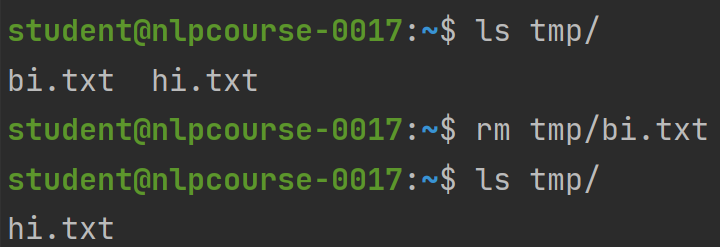 student@nlpcourse-0017:~$ ls tmp/
bi.txt  hi.txt
student@nlpcourse-0017:~$ rm tmp/bi.txt
student@nlpcourse-0017:~$ ls tmp/
hi.txt